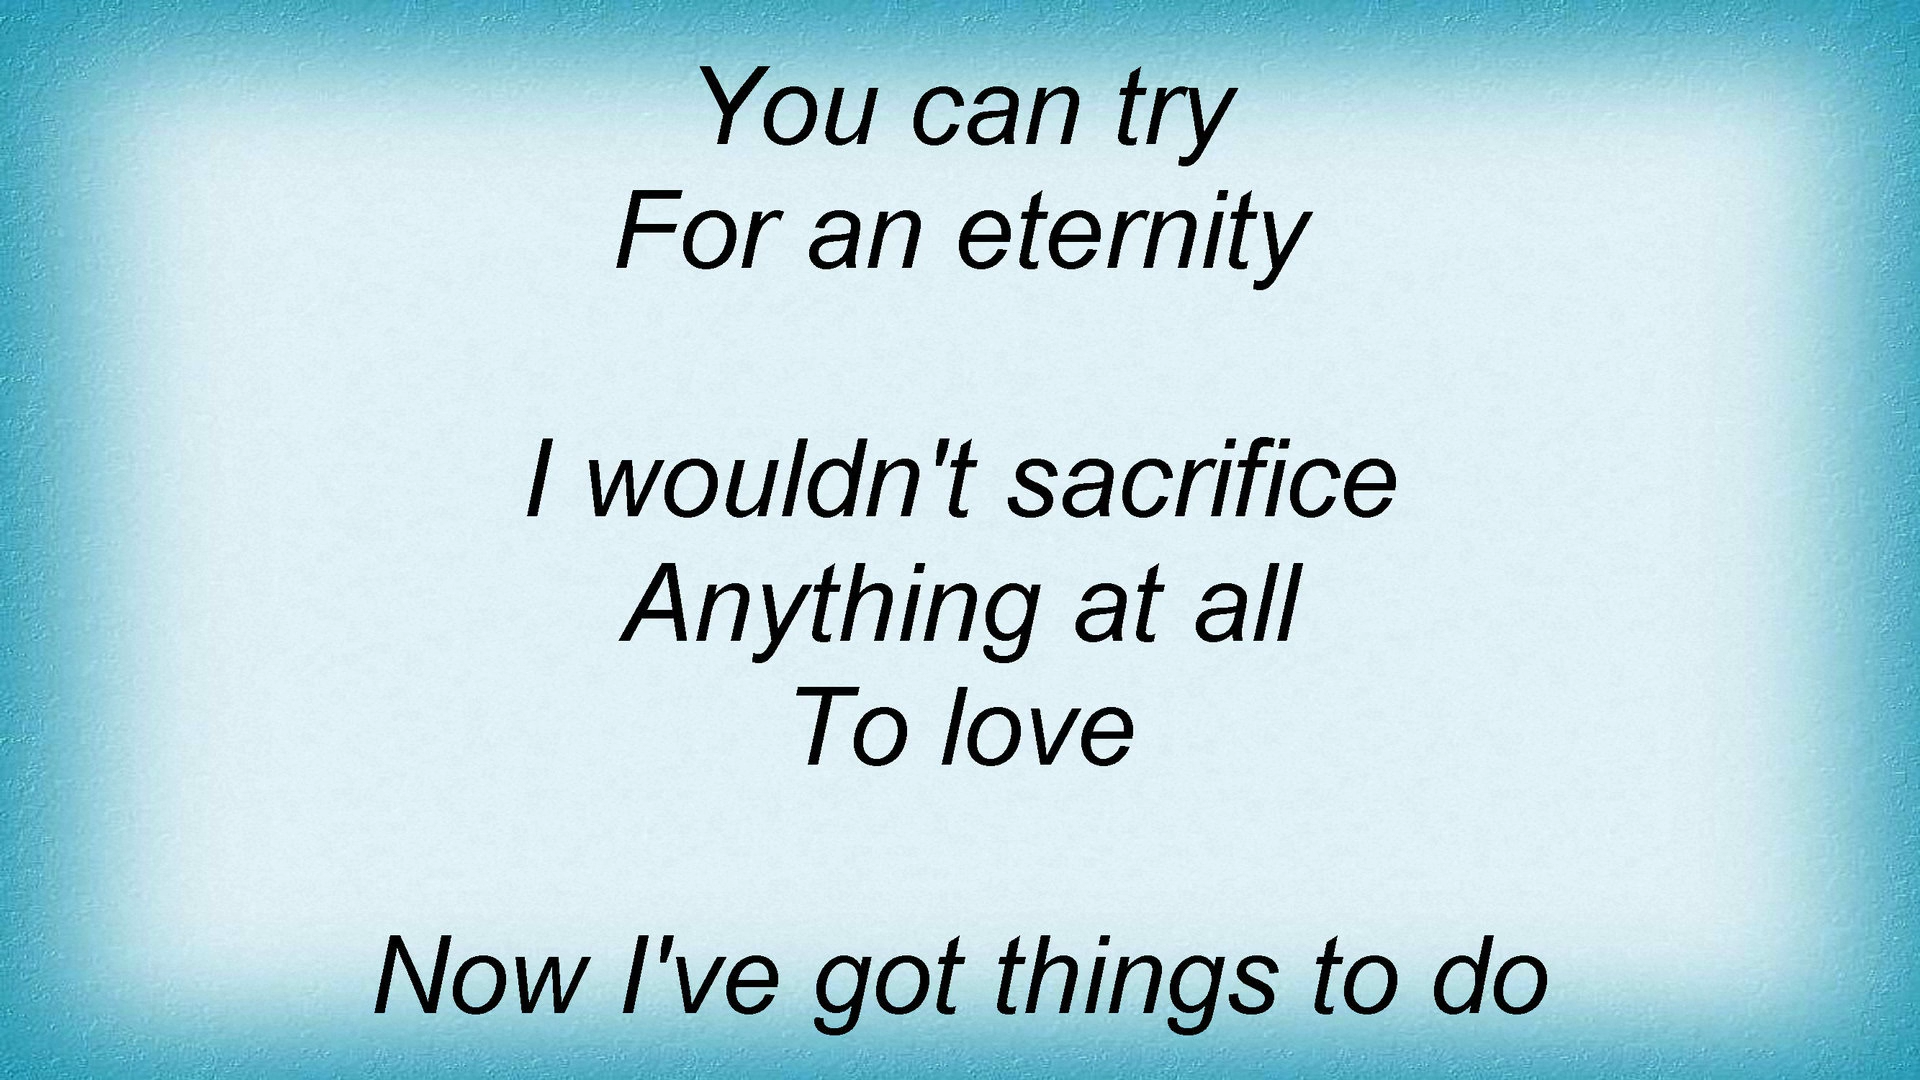 You can try
For an eternity
I wouldn't sacrifice
Anything at all
To love
Now I've got things to do